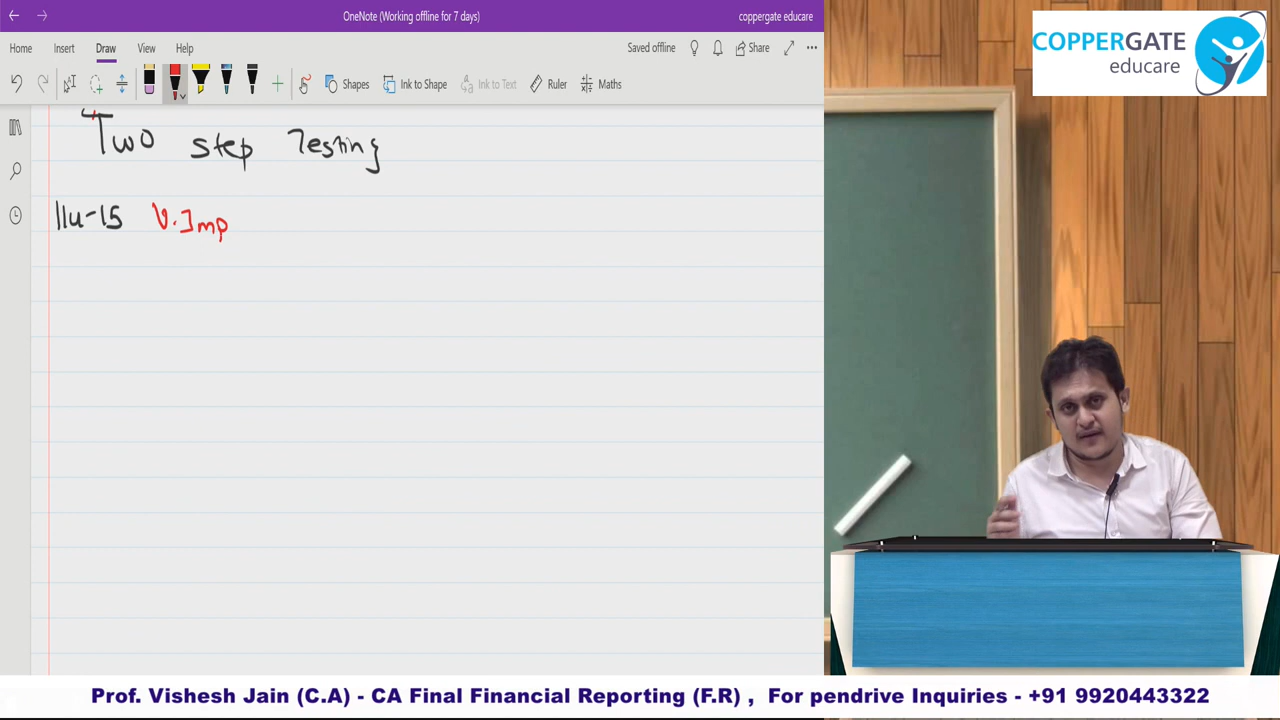 OneNote (Working offline for 7 days)
coppergate educare
Home Insert Draw View Help
Saved offline Share
Shapes Ink to Shape Ink to Text Ruler Maths
COPPERGATE
educare
Two step Testing
114-15 V.Imp
Prof. Vishesh Jain (C.A) - CA Final Financial Reporting (F.R) , For pendrive Inquiries - +91 9920443322